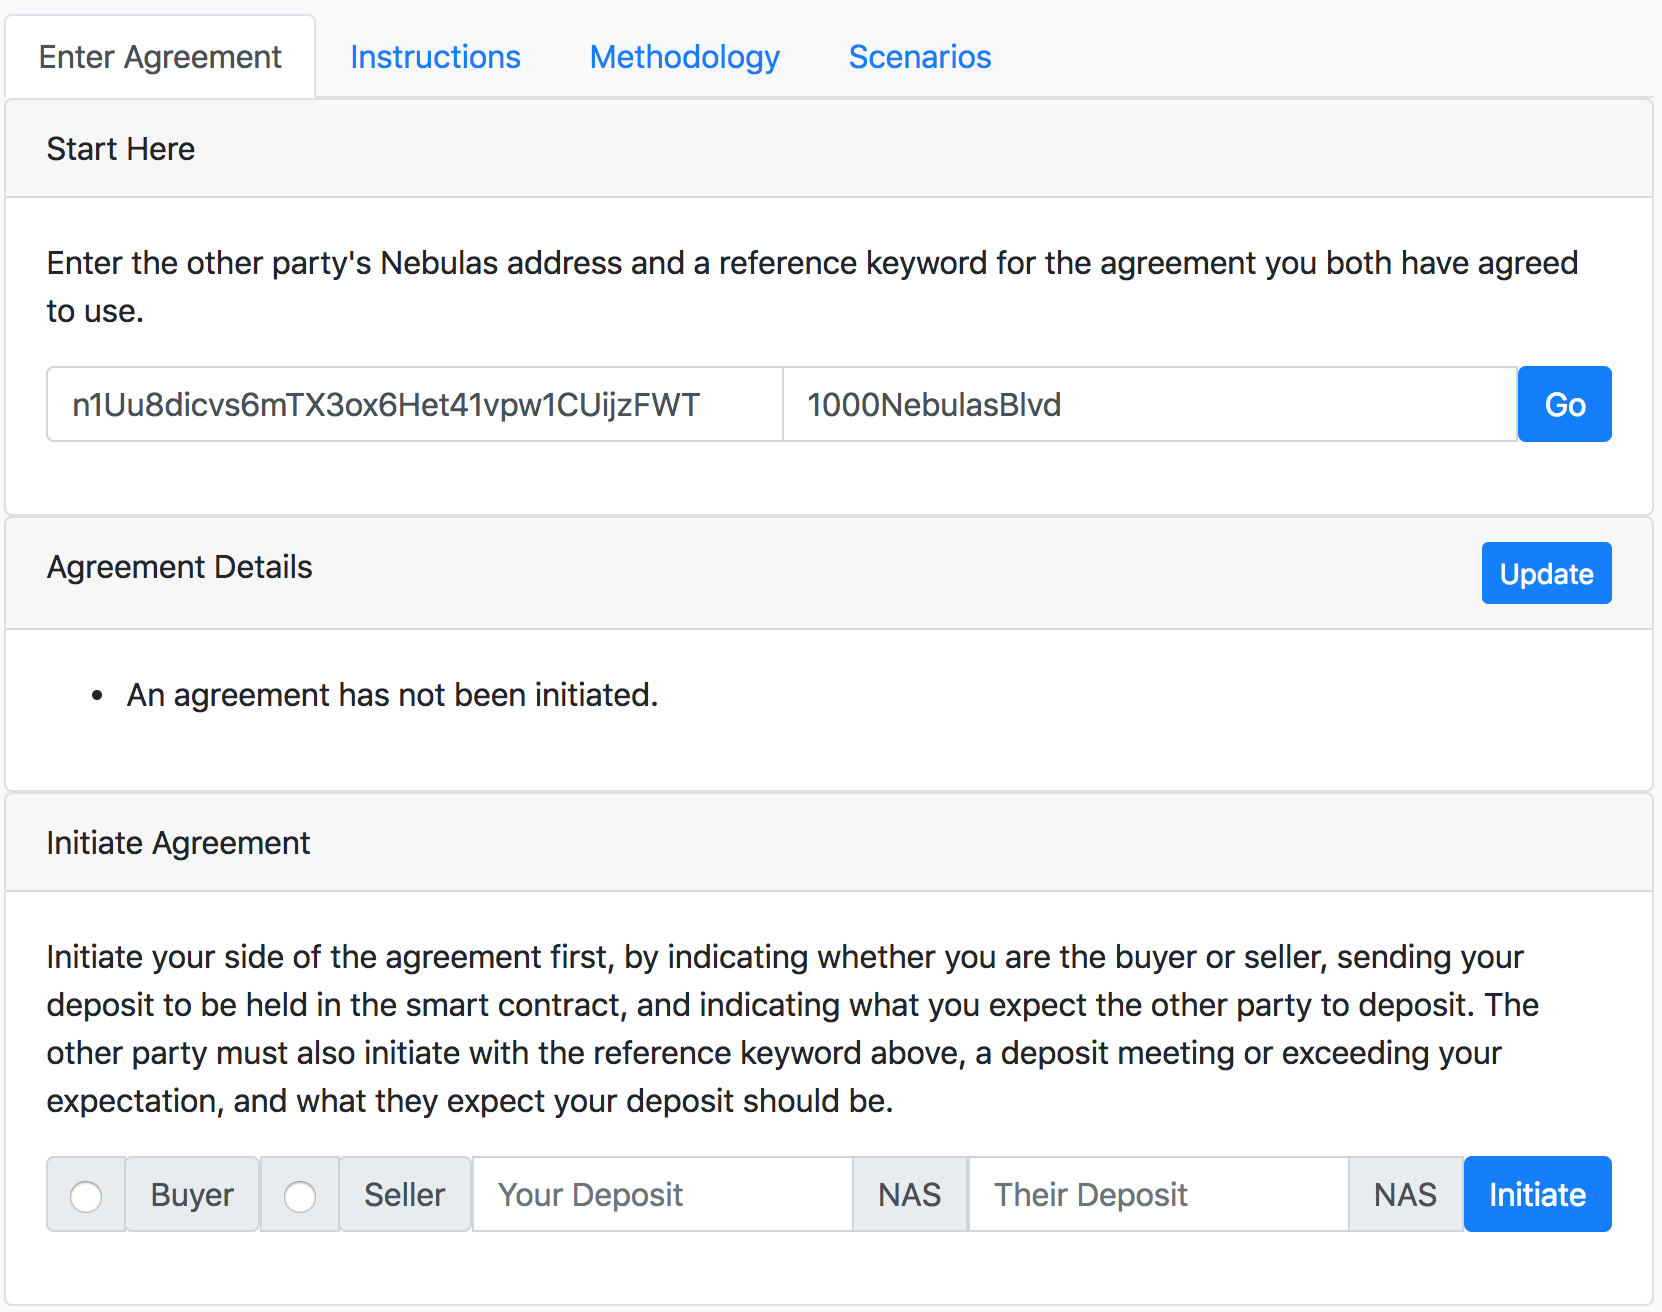 Enter Agreement Instructions Methodology Scenarios
Start Here
Enter the other party's Nebulas address and a reference keyword for the agreement you both have agreed
to use.
n1Uu8dicvs6mTX3ox6Het41vpw1CUijzFWT 1000NebulasBlvd Go
Agreement Details Update
• An agreement has not been initiated.
Initiate Agreement
Initiate your side of the agreement first, by indicating whether you are the buyer or seller, sending your
deposit to be held in the smart contract, and indicating what you expect the other party to deposit. The
other party must also initiate with the reference keyword above, a deposit meeting or exceeding your
expectation, and what they expect your deposit should be.
Buyer Seller Your Deposit NAS Their Deposit NAS Initiate